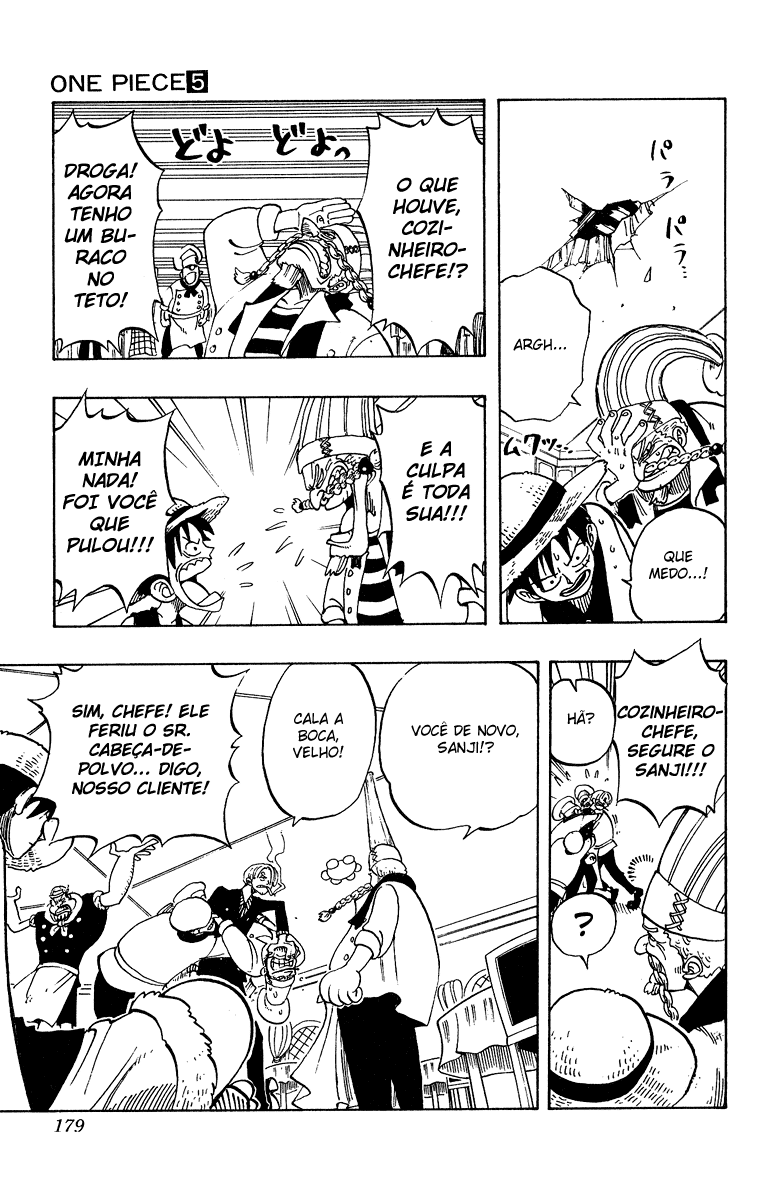 ONE PIECE 5
パラ
パラ
ARGH...
ムクッ...
QUE
MEDO...!
O QUE
HOUVE,
COZI-
NHEIRO-
CHEFE!?
どよ どよっ
DROGA!
AGORA
TENHO
UM BU-
RACO
NO
TETO!
E A
CULPA
É TODA
SUA!!!
MINHA
NADA!
FOI VOCÊ
QUE
PULOU!!!
COZINHEIRO-
CHEFE,
SEGURE O
SANJI!!!
HÃ?
?
VOCÊ DE NOVO,
SANJI!?
CALA A
BOCA,
VELHO!
SIM, CHEFE! ELE
FERIU O SR.
CABEÇA-DE-
POLVO... DIGO,
NOSSO CLIENTE!
179